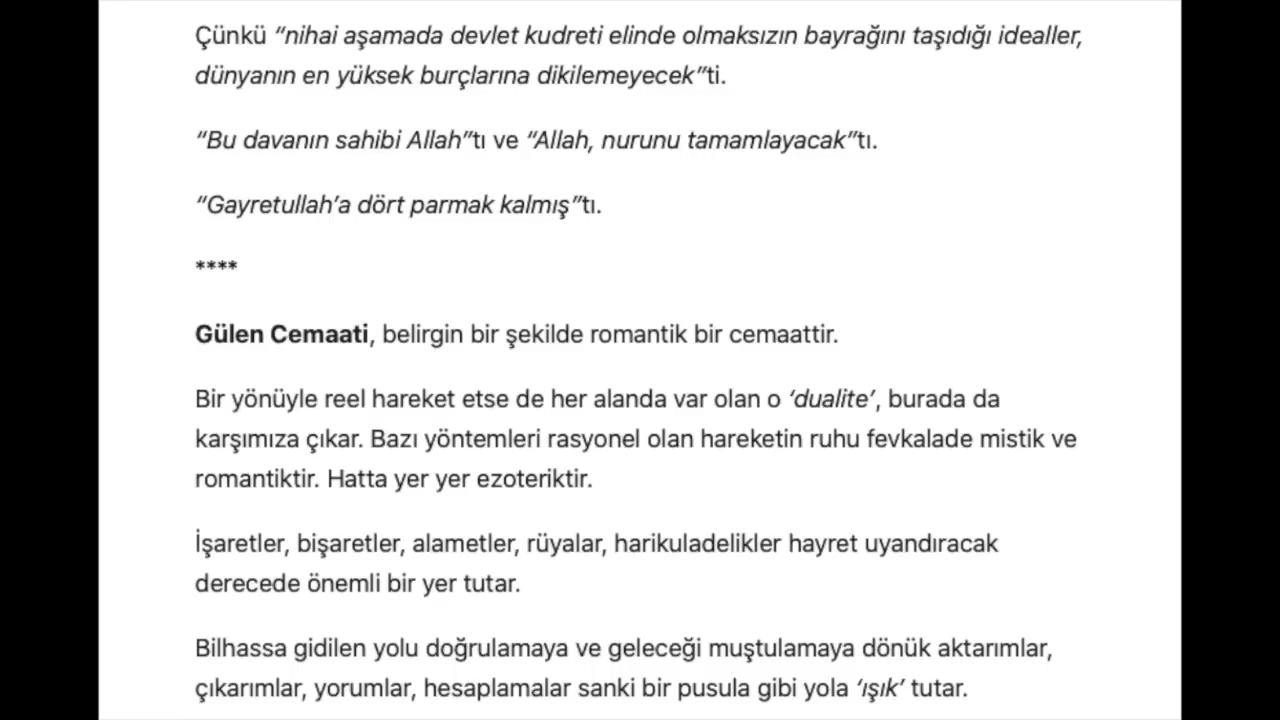 Çünkü “nihai aşamada devlet kudreti elinde olmaksızın bayrağını taşıdığı idealler,
dünyanın en yüksek burçlarına dikilemeyecek”ti.
“Bu davanın sahibi Allah”tı ve “Allah, nurunu tamamlayacak”tı.
“Gayretullah’a dört parmak kalmış”tı.
****
Gülen Cemaati, belirgin bir şekilde romantik bir cemaattir.
Bir yönüyle reel hareket etse de her alanda var olan o ‘dualite’, burada da
karşımıza çıkar. Bazı yöntemleri rasyonel olan hareketin ruhu fevkalade mistik ve
romantiktir. Hatta yer yer ezoteriktir.
İşaretler, bişaretler, alametler, rüyalar, harikuladelikler hayret uyandıracak
derecede önemli bir yer tutar.
Bilhassa gidilen yolu doğrulamaya ve geleceği muştulamaya dönük aktarımlar,
çıkarımlar, yorumlar, hesaplamalar sanki bir pusula gibi yola ‘ışık’ tutar.